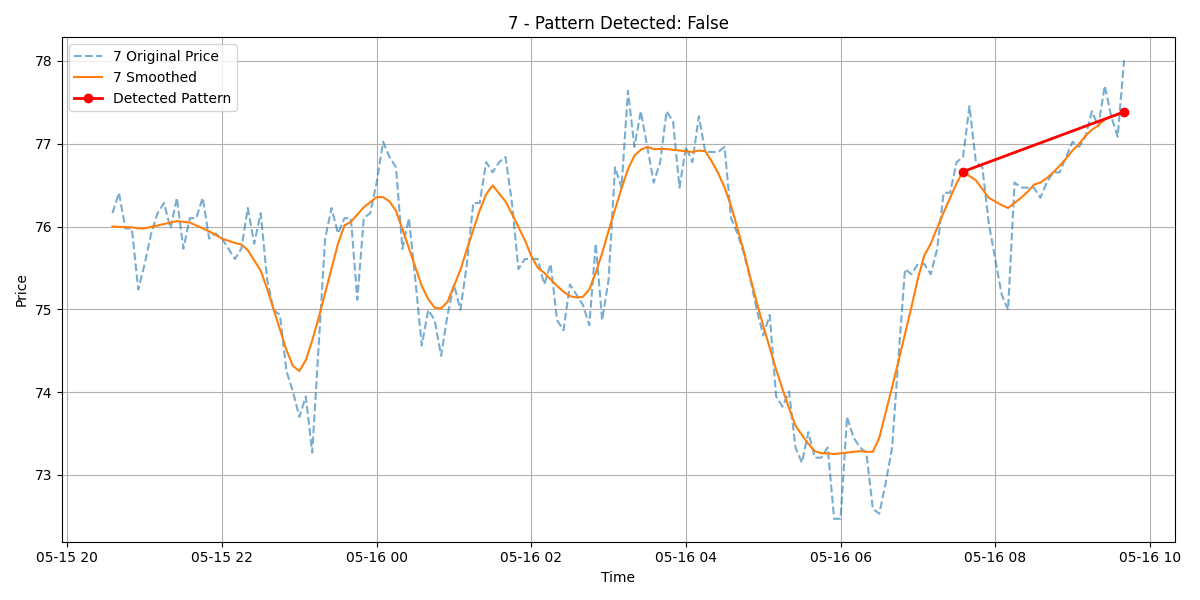 7 - Pattern Detected: False
7 Original Price
7 Smoothed
Detected Pattern
Price
78
77
76
75
74
73
05-15 20
05-15 22
05-16 00
05-16 02
05-16 04
05-16 06
05-16 08
05-16 10
Time